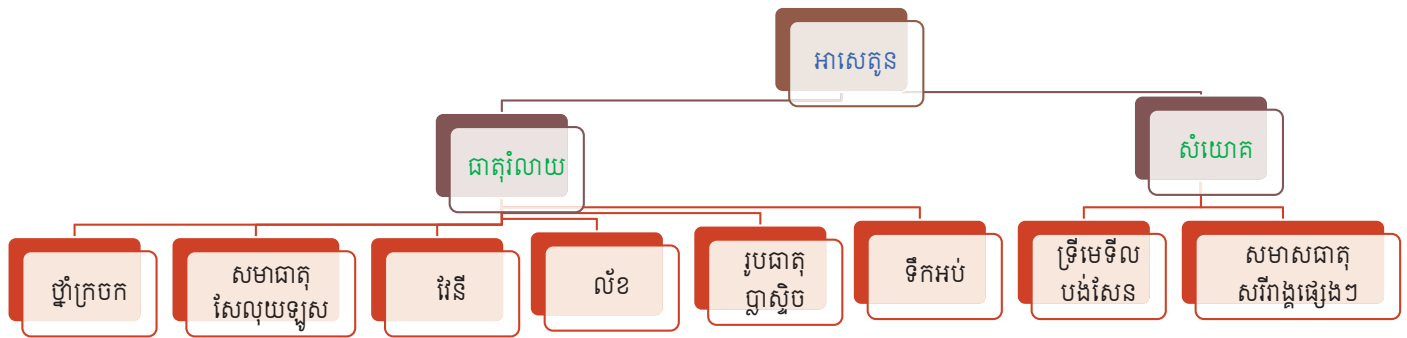 អាសេតូន
ធាតុរំលាយ
សំយោគ
ថ្នាំក្រចក
សមាធាតុ
សែលុយឡូស
វែនី
ល័ខ
រូបធាតុ
ប្លាស្ទិច
ទឹកអប់
ទ្រីមេទីល
បង់សែន
សមាសធាតុ
សរីរាង្គផ្សេងៗ